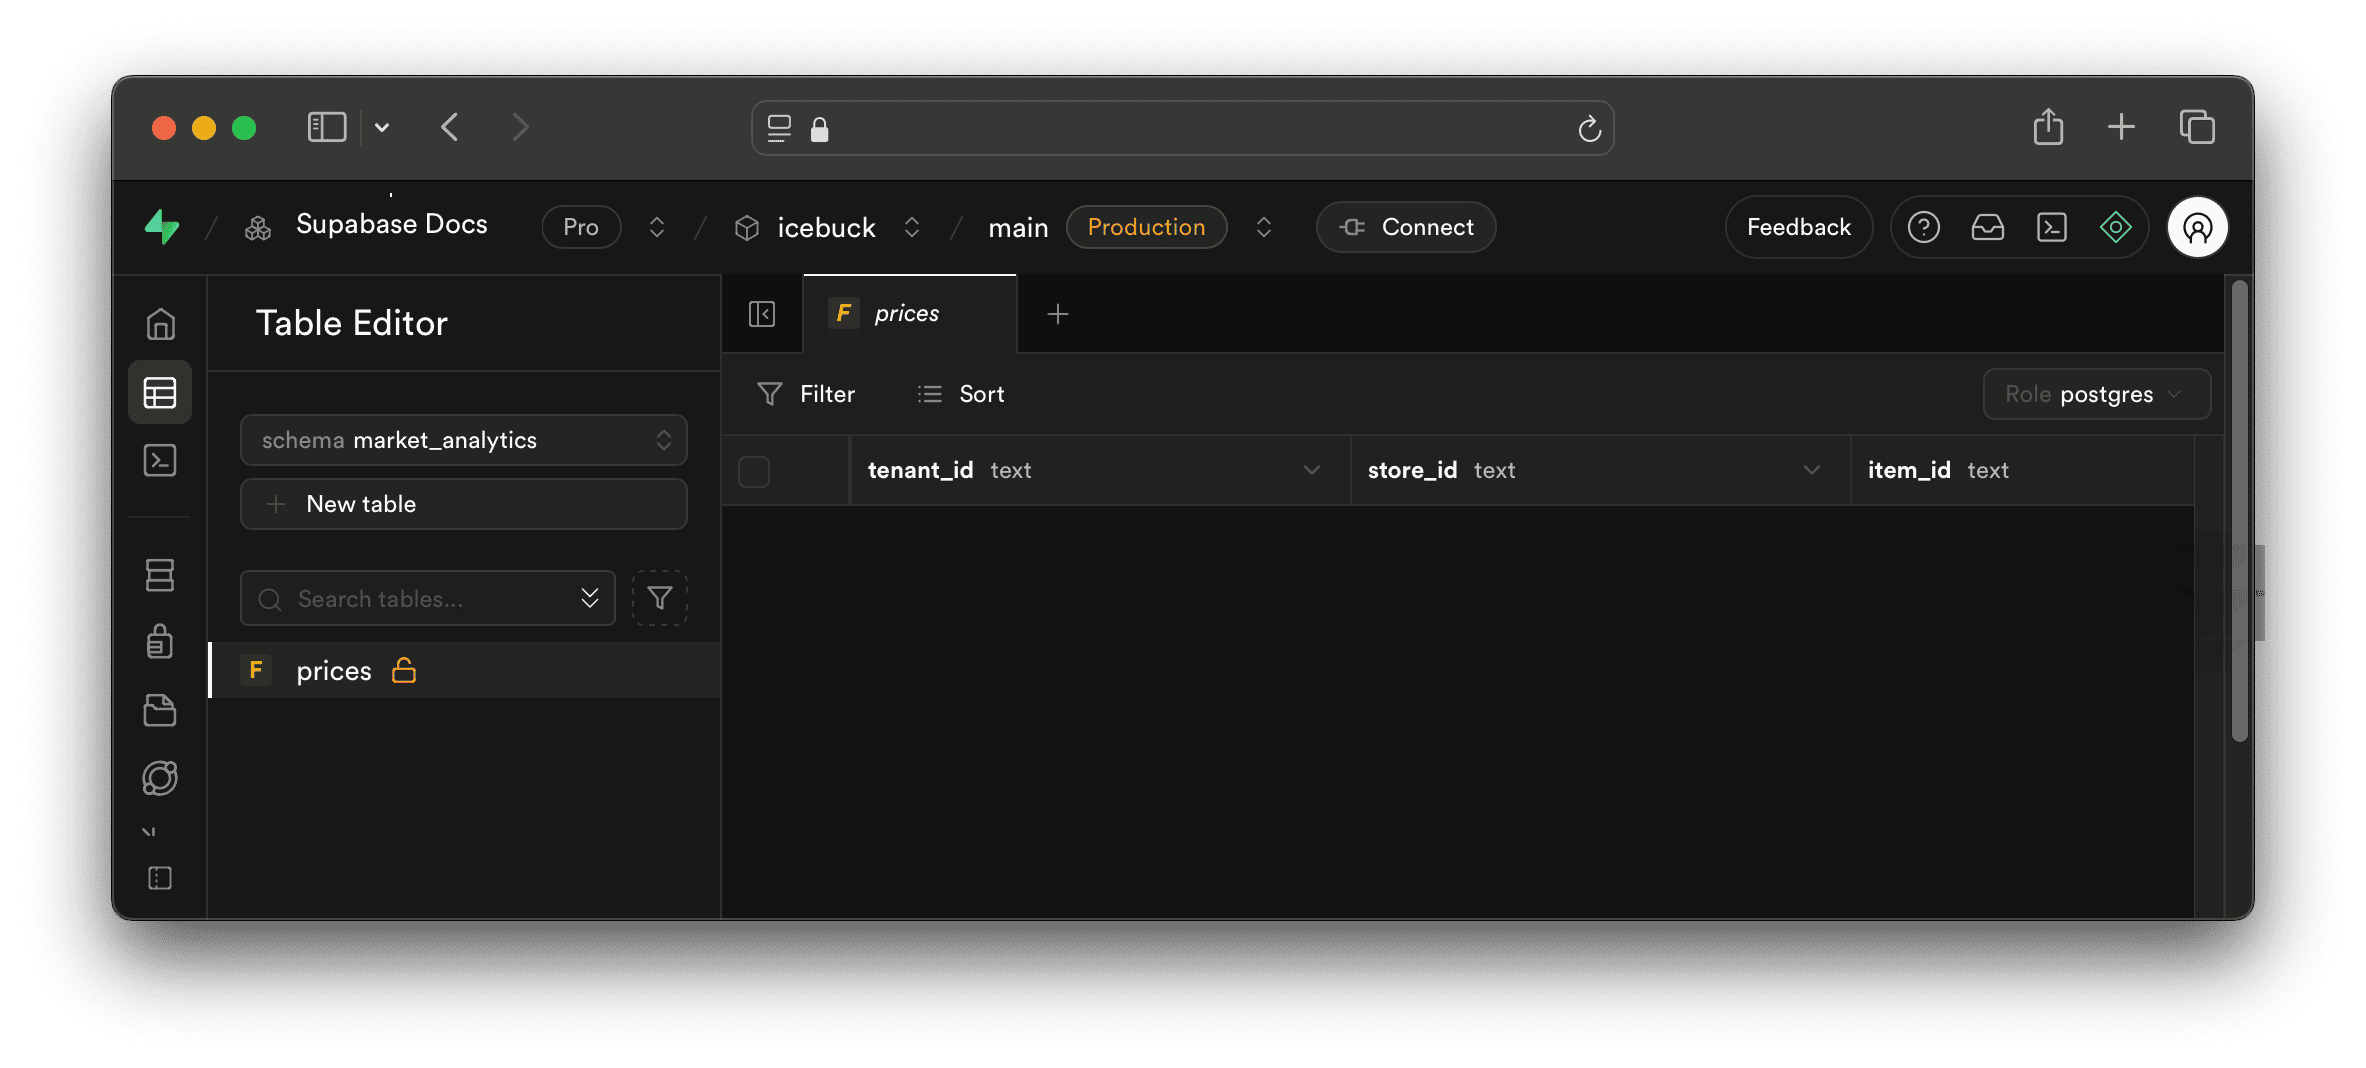 Supabase Docs Pro icebuck main Production Connect Feedback
Table Editor
F prices
Filter Sort Role postgres
schema market_analytics
tenant_id text store_id text item_id text
New table
Search tables...
F prices